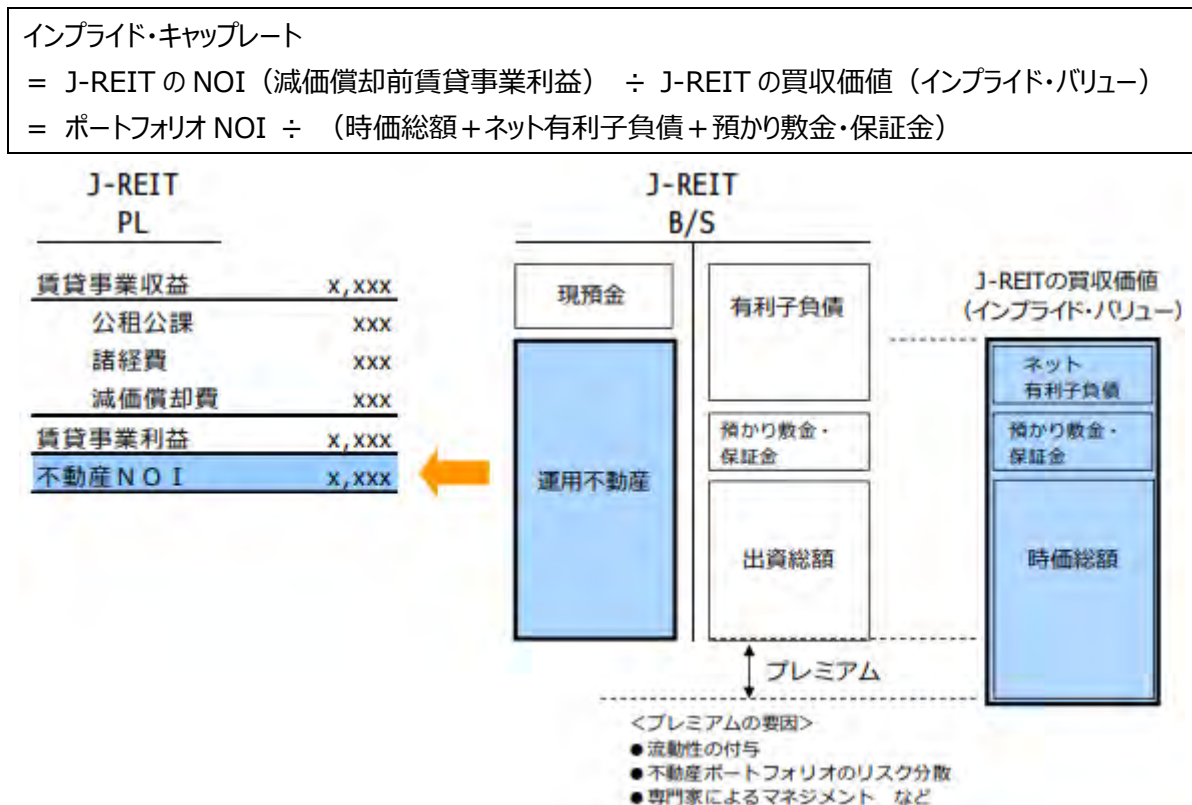 インプライド・キャップレート
= J-REIT の NOI(減価償却前賃貸事業利益) ÷ J-REIT の買収価値(インプライド・バリュー)
= ポートフォリオ NOI ÷ (時価総額+ネット有利子負債+預かり敷金・保証金)
J-REIT
PL
賃貸事業収益 x,xxx
公租公課 xxx
諸経費 xxx
減価償却費 xxx
賃貸事業利益 x,xxx
不動産NOI x,xxx
J-REIT
B/S
現預金
運用不動産
有利子負債
預かり敷金・
保証金
出資総額
J-REITの買収価値
(インプライド・バリュー)
ネット
有利子負債
預かり敷金・
保証金
時価総額
プレミアム
<プレミアムの要因>
●流動性の付与
●不動産ポートフォリオのリスク分散
●専門家によるマネジメント など